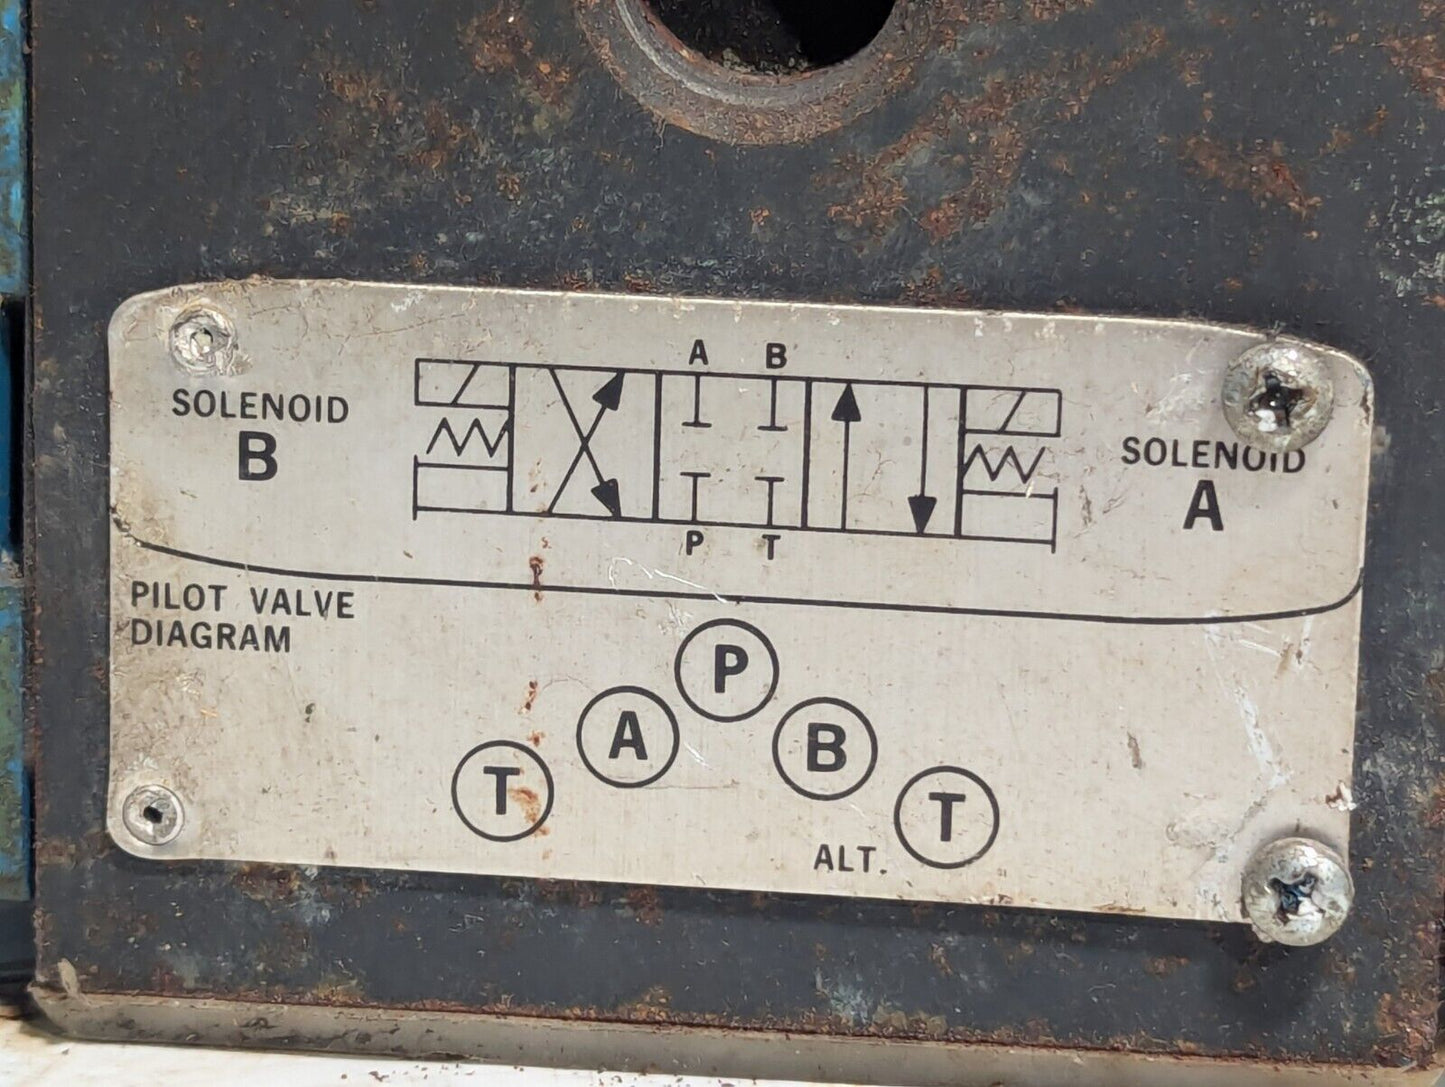 A B
SOLENOID
B
SOLENOID
A
P T
PILOT VALVE
DIAGRAM
P
A B
T T
ALT.